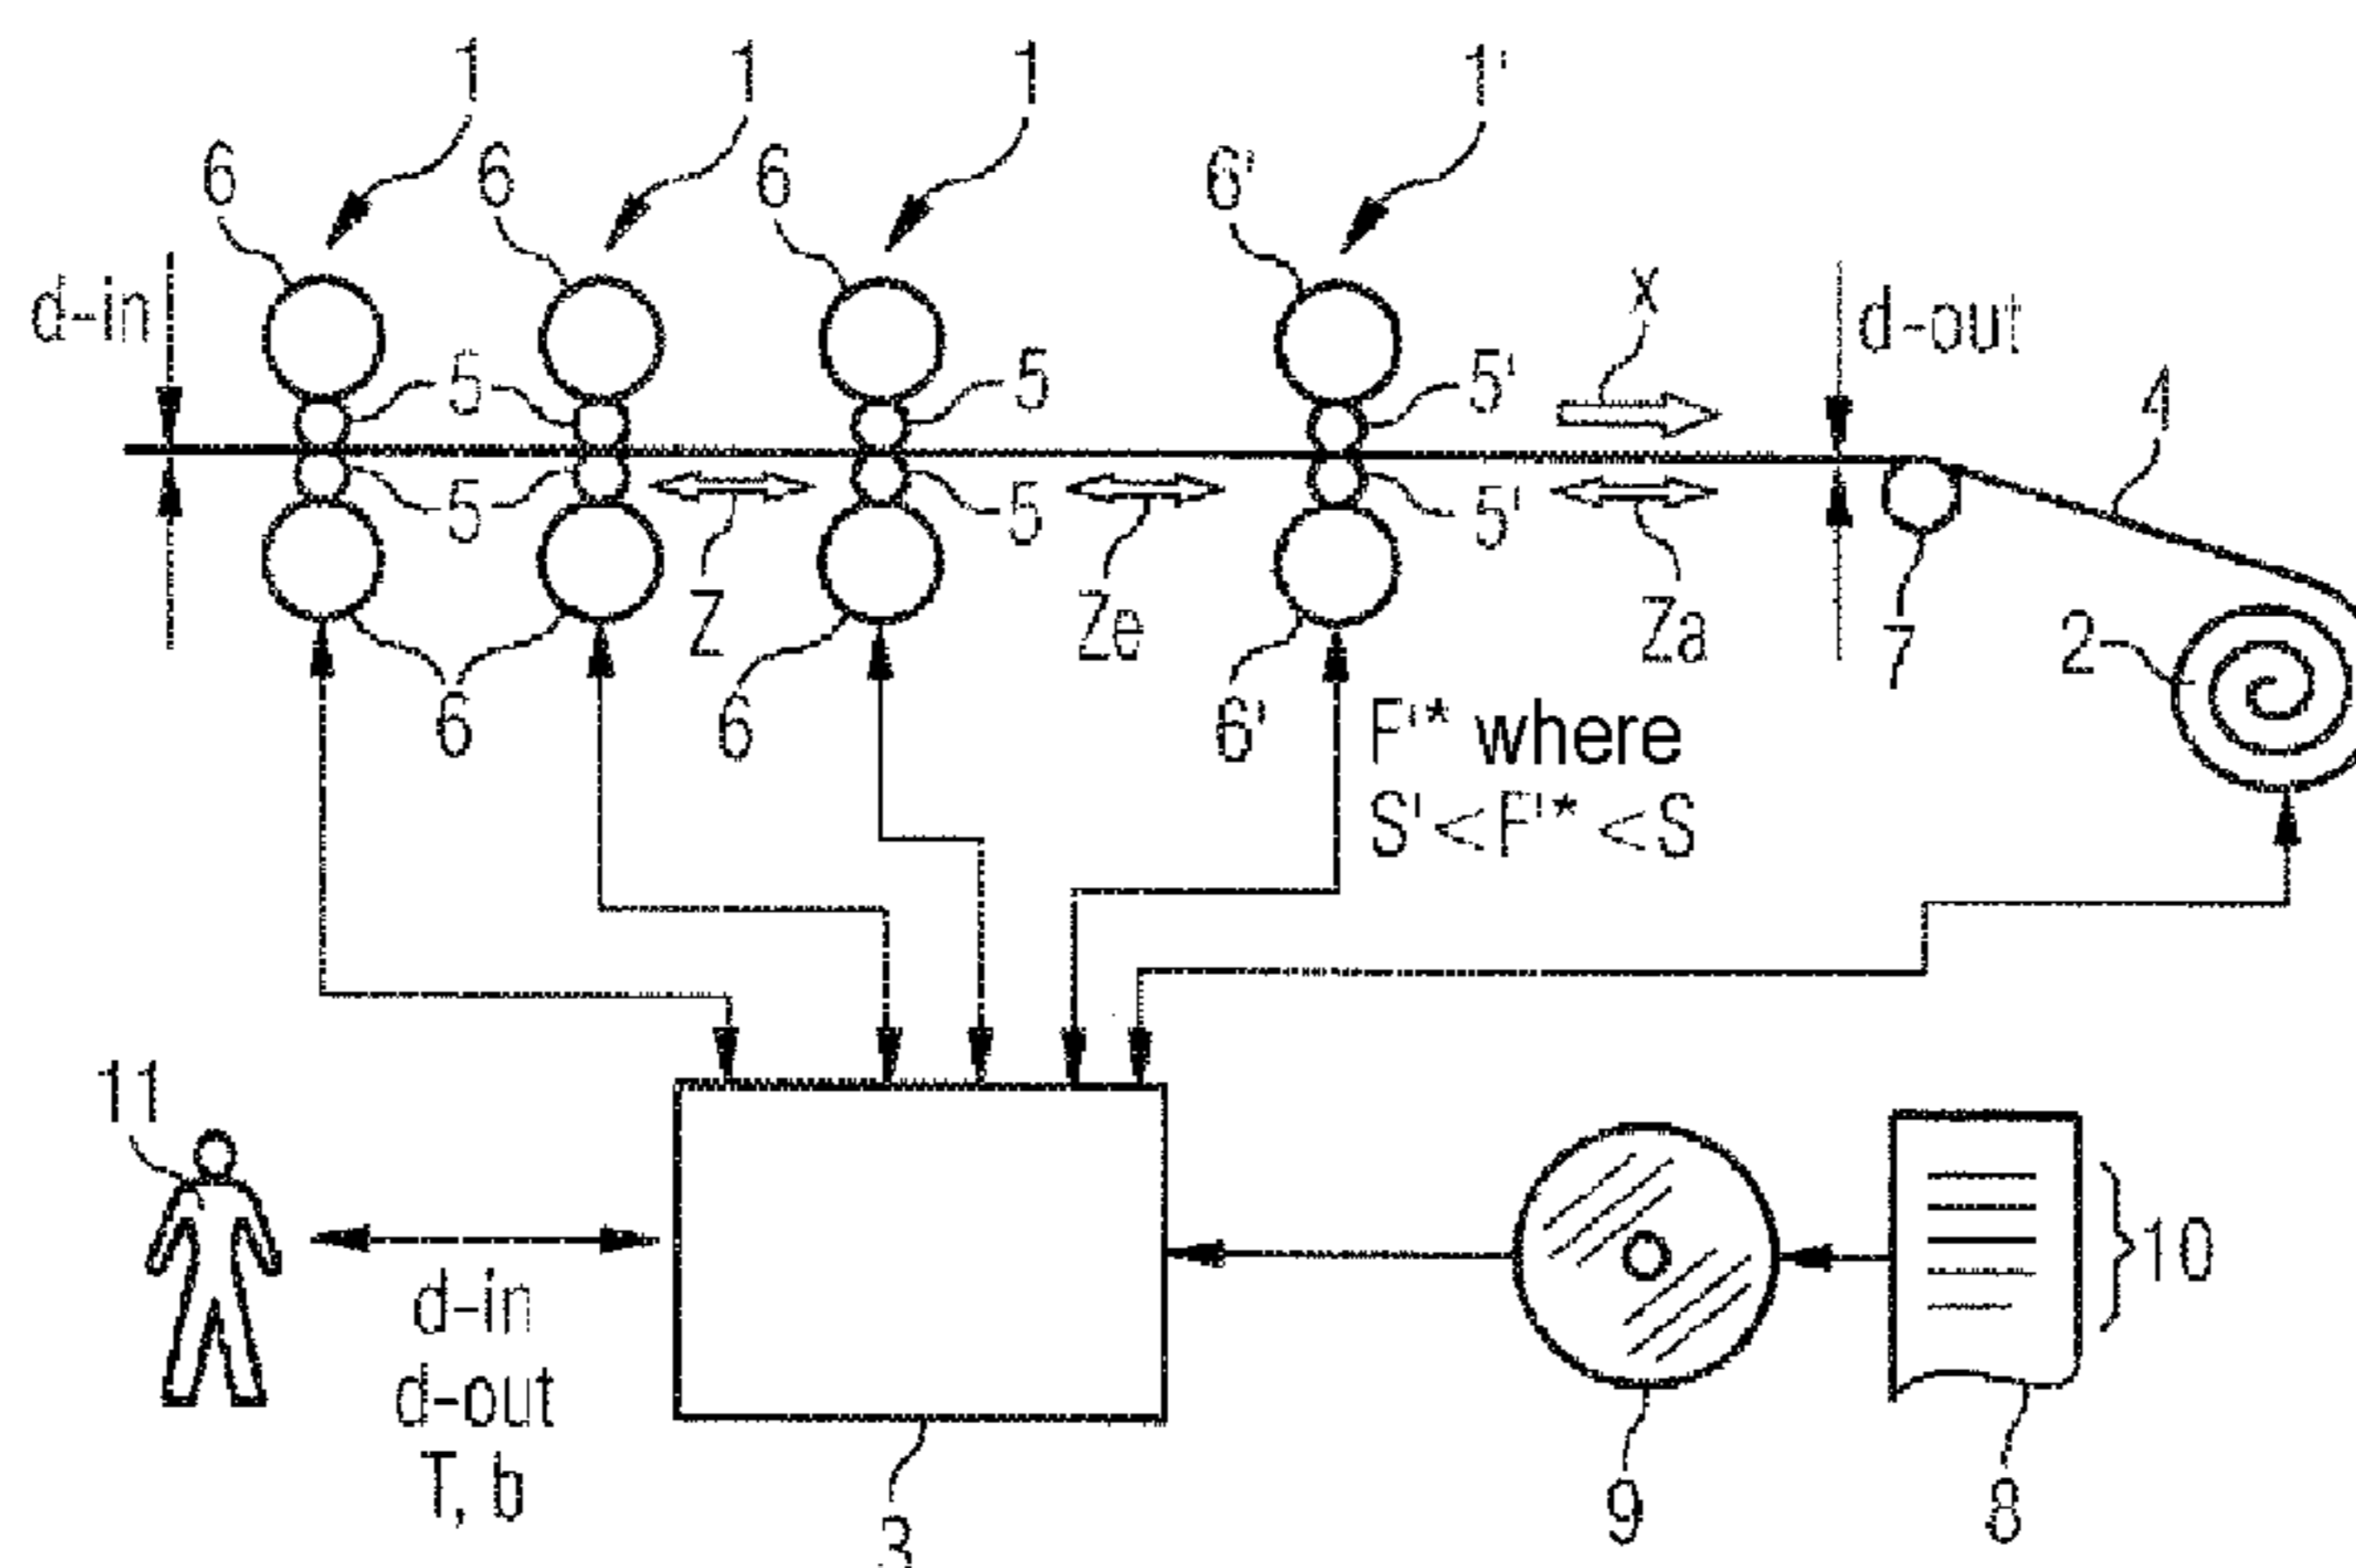 1 1 1 1'
6 6 6 6'
d-in X d-out
5 5 5' 4
5 5 5'
Z Ze Za 7 2
6 6 6' F'* where
S'<F'*<S
11
10
d-in
d-out
T, b
3 9 8